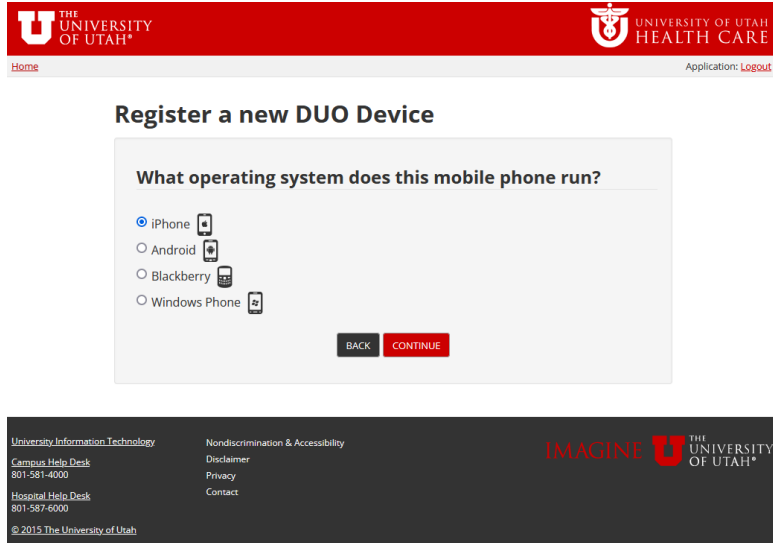 THE
UNIVERSITY
OF UTAH®
UNIVERSITY OF UTAH
HEALTH CARE
Home
Application: Logout
Register a new DUO Device
What operating system does this mobile phone run?
iPhone
Android
Blackberry
Windows Phone
BACK
CONTINUE
University Information Technology
Campus Help Desk
801-581-4000
Hospital Help Desk
801-587-6000
© 2015 The University of Utah
Nondiscrimination & Accessibility
Disclaimer
Privacy
Contact
IMAGINE U
THE
UNIVERSITY
OF UTAH®